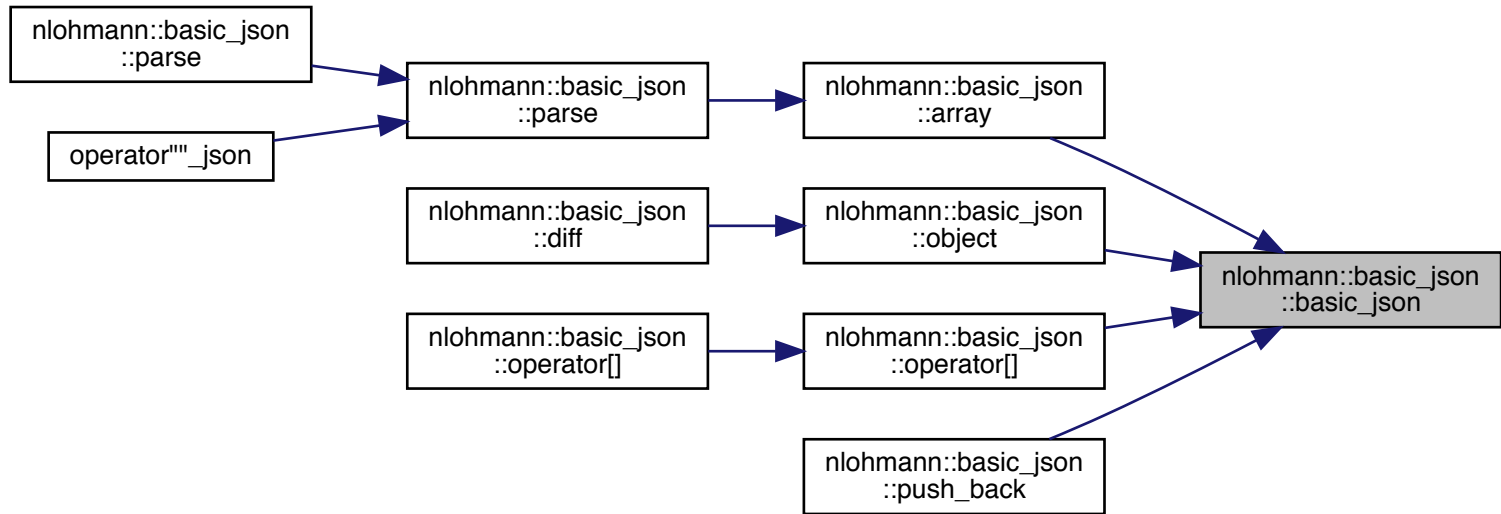 nlohmann::basic_json
::parse
operator""_json
nlohmann::basic_json
::parse
nlohmann::basic_json
::diff
nlohmann::basic_json
::operator[]
nlohmann::basic_json
::array
nlohmann::basic_json
::object
nlohmann::basic_json
::operator[]
nlohmann::basic_json
::push_back
nlohmann::basic_json
::basic_json